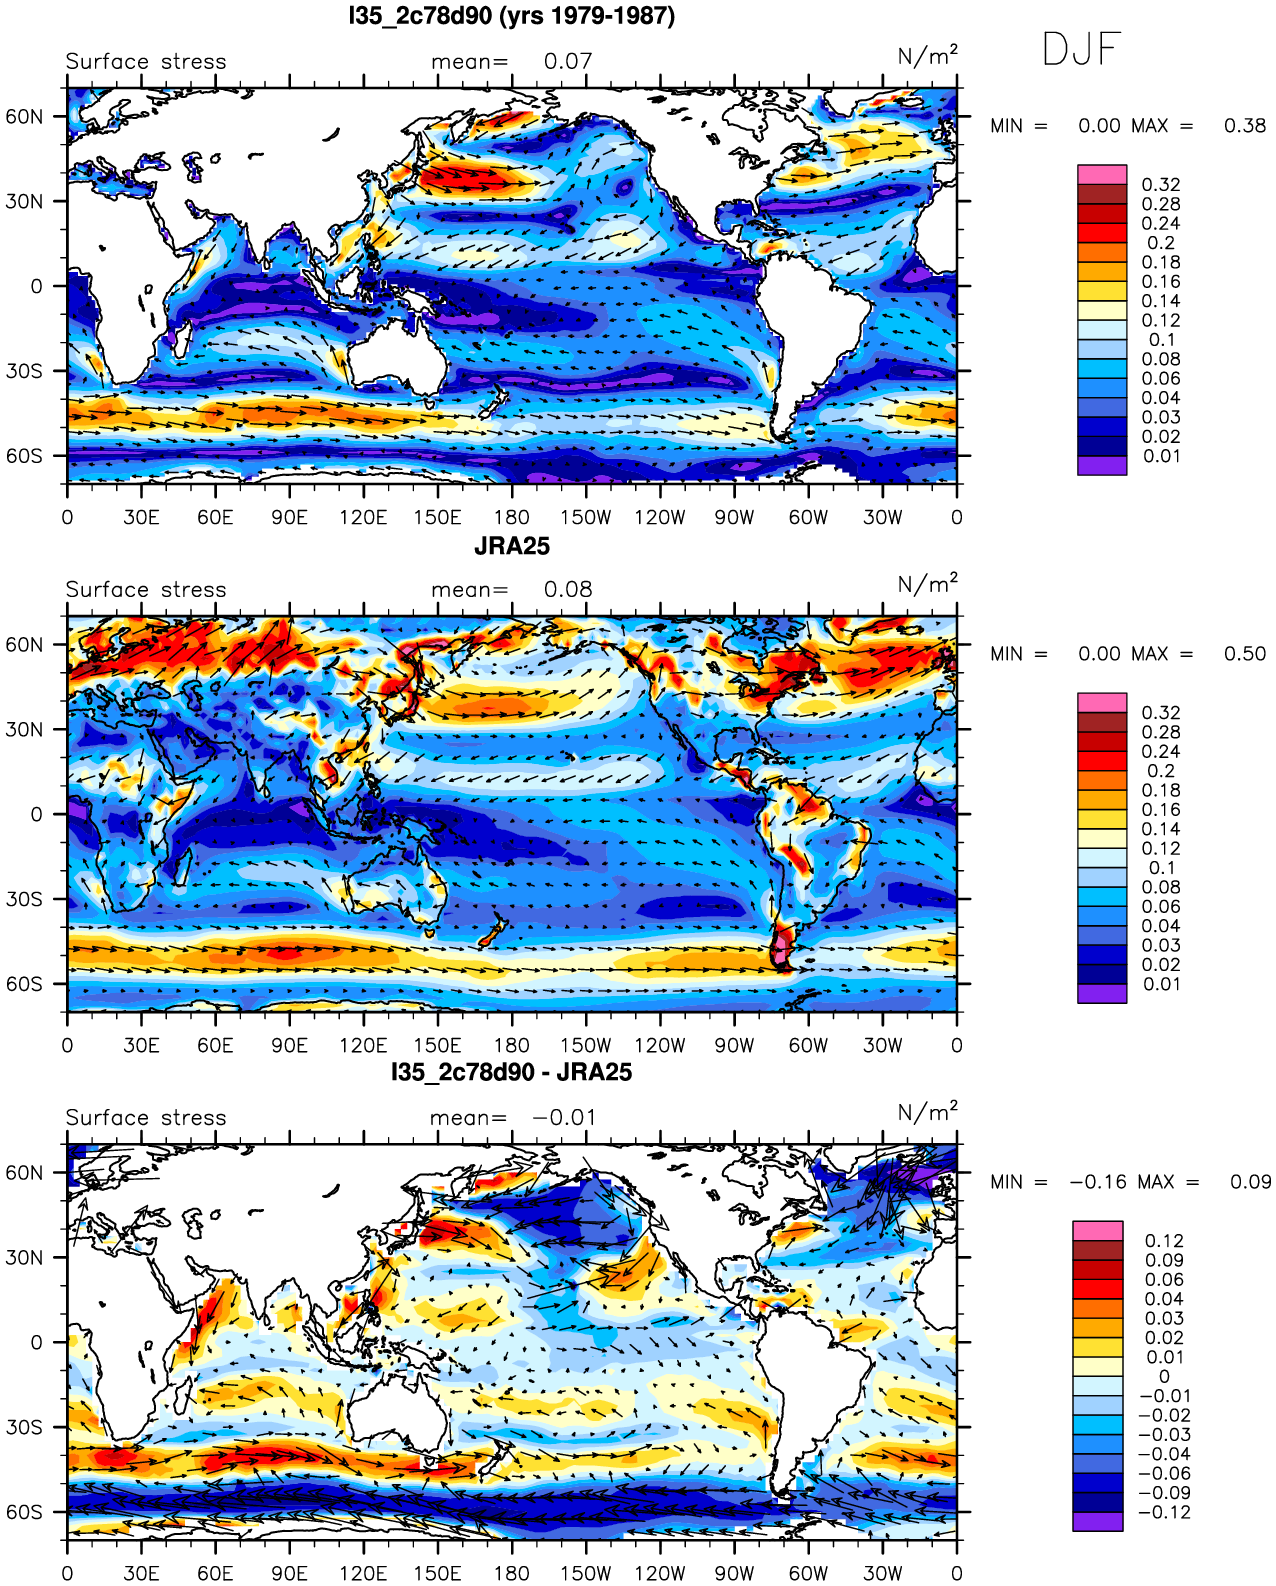 I35_2c78d90 (yrs 1979-1987)
Surface stress mean= 0.07 N/m²
DJF
MIN = 0.00 MAX = 0.38
60N
30N
0
30S
60S
0 30E 60E 90E 120E 150E 180 150W 120W 90W 60W 30W 0
0.32
0.28
0.24
0.2
0.18
0.16
0.14
0.12
0.1
0.08
0.06
0.04
0.03
0.02
0.01
JRA25
Surface stress mean= 0.08 N/m²
MIN = 0.00 MAX = 0.50
60N
30N
0
30S
60S
0 30E 60E 90E 120E 150E 180 150W 120W 90W 60W 30W 0
0.32
0.28
0.24
0.2
0.18
0.16
0.14
0.12
0.1
0.08
0.06
0.04
0.03
0.02
0.01
I35_2c78d90 - JRA25
Surface stress mean= −0.01 N/m²
MIN = −0.16 MAX = 0.09
60N
30N
0
30S
60S
0 30E 60E 90E 120E 150E 180 150W 120W 90W 60W 30W 0
0.12
0.09
0.06
0.04
0.03
0.02
0.01
0
−0.01
−0.02
−0.03
−0.04
−0.06
−0.09
−0.12